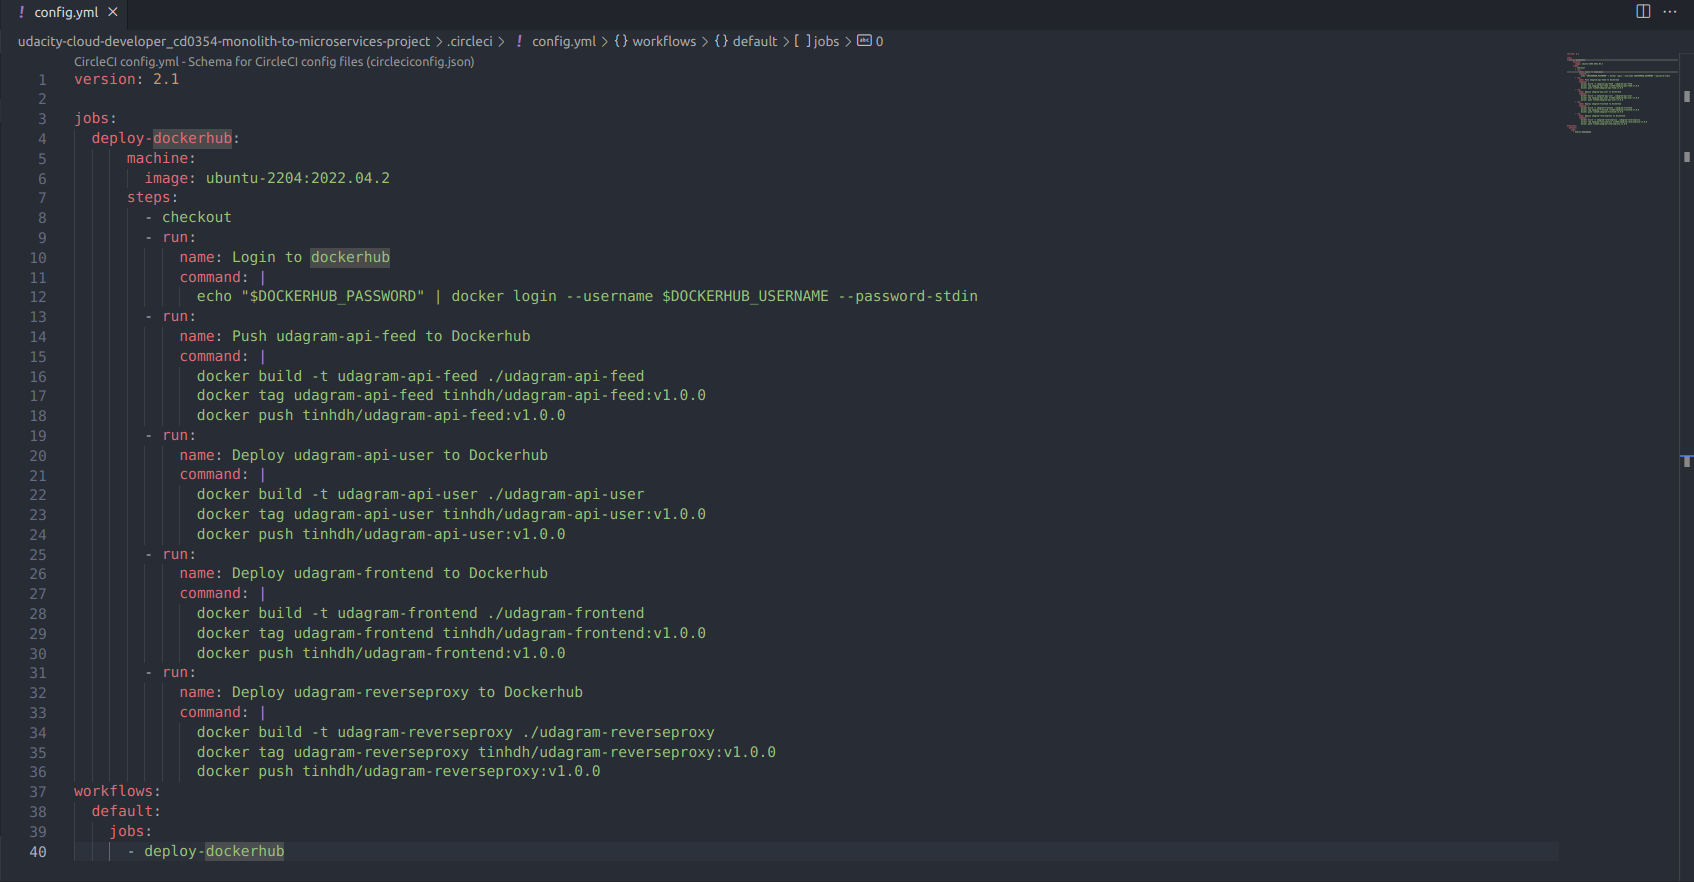 ! config.yml ×
udacity-cloud-developer_cd0354-monolith-to-microservices-project > .circleci > ! config.yml > {} workflows > {} default > [ ] jobs > abc 0
CircleCI config.yml - Schema for CircleCI config files (circleciconfig.json)
1 version: 2.1
2
3 jobs:
4   deploy-dockerhub:
5       machine:
6         image: ubuntu-2204:2022.04.2
7       steps:
8         - checkout
9         - run:
10             name: Login to dockerhub
11             command: |
12               echo "$DOCKERHUB_PASSWORD" | docker login --username $DOCKERHUB_USERNAME --password-stdin
13         - run:
14             name: Push udagram-api-feed to Dockerhub
15             command: |
16               docker build -t udagram-api-feed ./udagram-api-feed
17               docker tag udagram-api-feed tinhdh/udagram-api-feed:v1.0.0
18               docker push tinhdh/udagram-api-feed:v1.0.0
19         - run:
20             name: Deploy udagram-api-user to Dockerhub
21             command: |
22               docker build -t udagram-api-user ./udagram-api-user
23               docker tag udagram-api-user tinhdh/udagram-api-user:v1.0.0
24               docker push tinhdh/udagram-api-user:v1.0.0
25         - run:
26             name: Deploy udagram-frontend to Dockerhub
27             command: |
28               docker build -t udagram-frontend ./udagram-frontend
29               docker tag udagram-frontend tinhdh/udagram-frontend:v1.0.0
30               docker push tinhdh/udagram-frontend:v1.0.0
31         - run:
32             name: Deploy udagram-reverseproxy to Dockerhub
33             command: |
34               docker build -t udagram-reverseproxy ./udagram-reverseproxy
35               docker tag udagram-reverseproxy tinhdh/udagram-reverseproxy:v1.0.0
36               docker push tinhdh/udagram-reverseproxy:v1.0.0
37 workflows:
38   default:
39     jobs:
40       - deploy-dockerhub